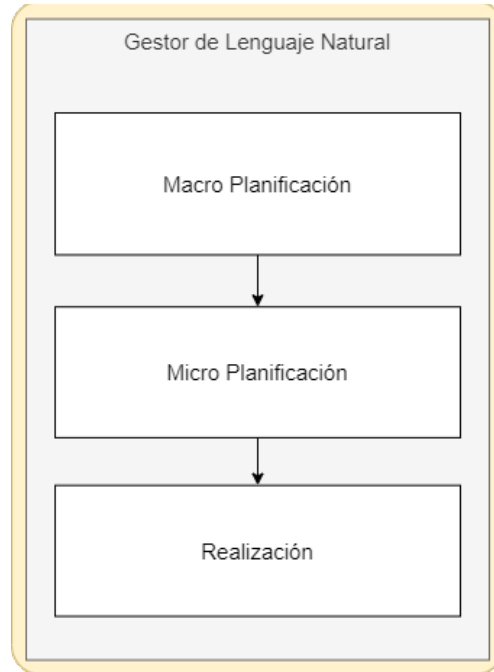 Gestor de Lenguaje Natural
Macro Planificación
Micro Planificación
Realización